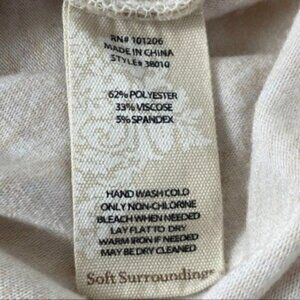 RN# 101206
MADE IN CHINA
STYLE# 38010
62% POLYESTER
33% VISCOSE
5% SPANDEX
HAND WASH COLD
ONLY NON-CHLORINE
BLEACH WHEN NEEDED
LAY FLAT TO DRY
WARM IRON IF NEEDED
MAY BE DRY CLEANED
Soft Surroundings